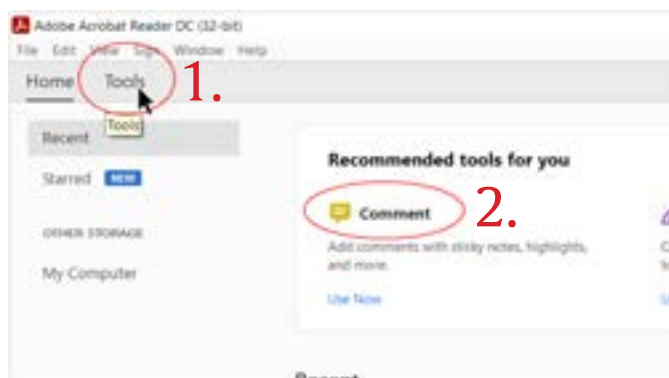 Adobe Acrobat Reader DC (32-bit)
File Edit View Sign Window Help
Home Tools 1.
Tools
Recent
Starred NEW
OTHER STORAGE
My Computer
Recommended tools for you
Comment 2.
Add comments with sticky notes, highlights,
and more.
Use Now
Recent